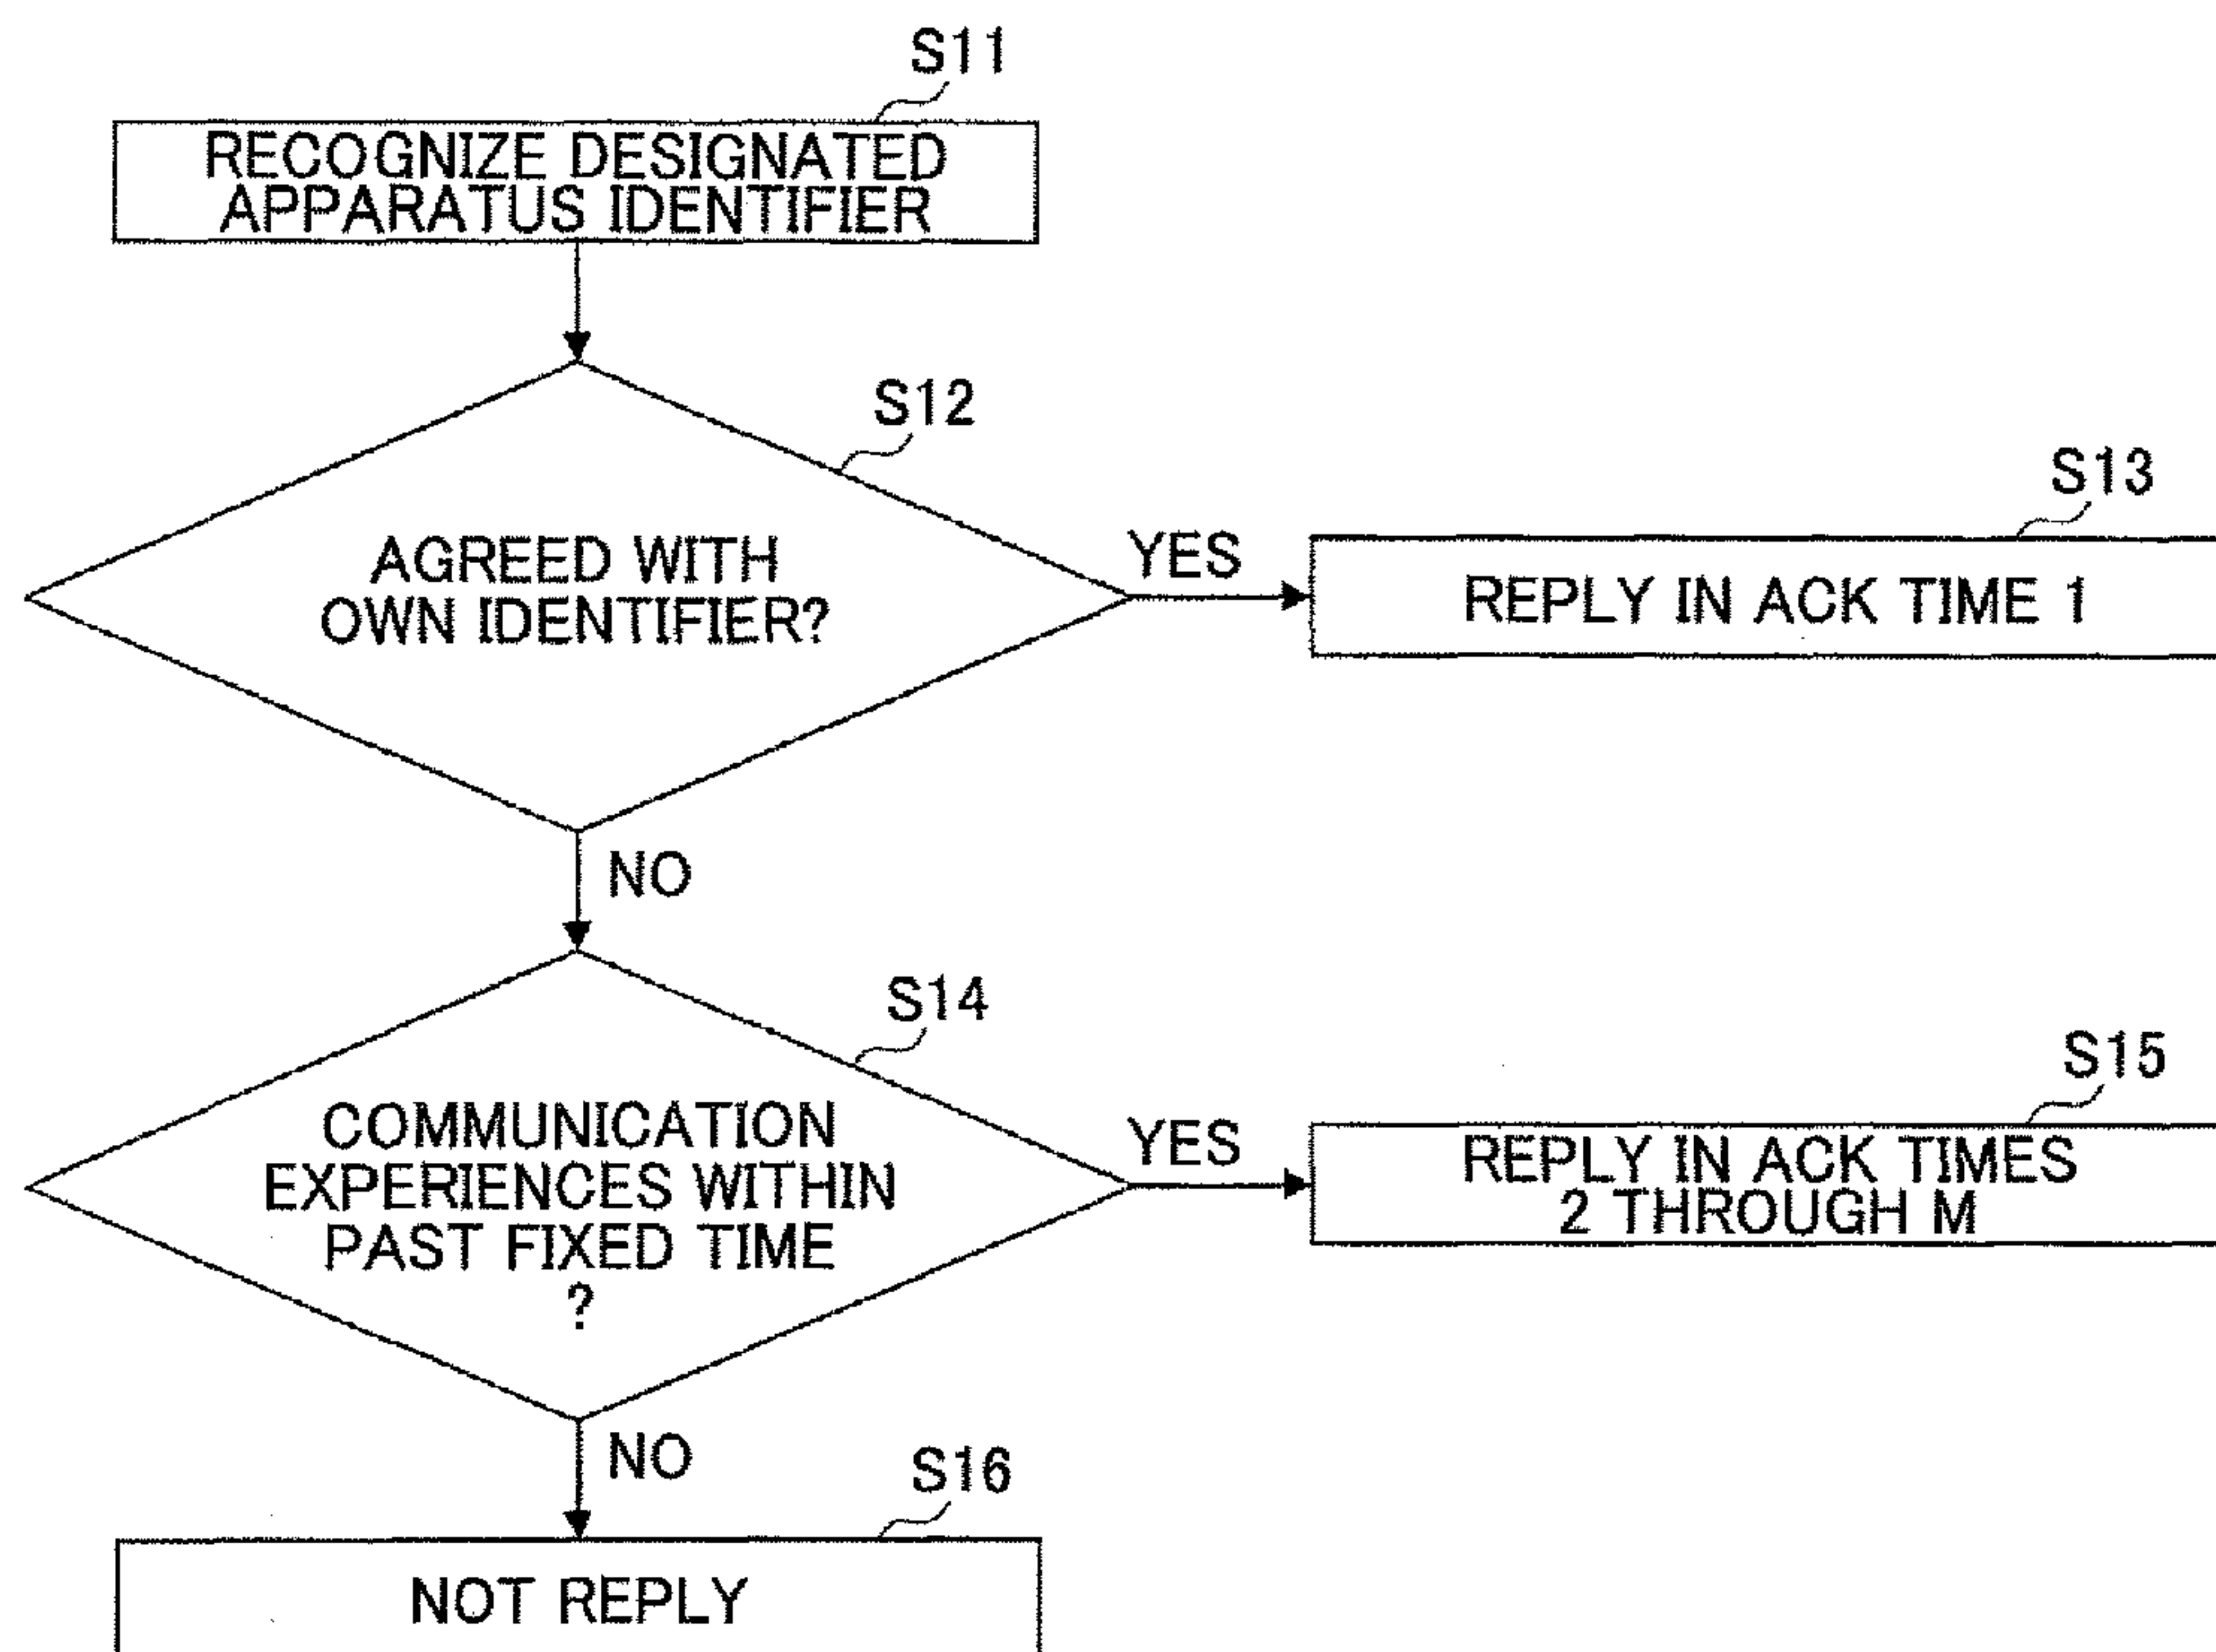 S11
RECOGNIZE DESIGNATED
APPARATUS IDENTIFIER
S12
AGREED WITH
OWN IDENTIFIER?
YES
S13
REPLY IN ACK TIME 1
NO
S14
COMMUNICATION
EXPERIENCES WITHIN
PAST FIXED TIME
?
YES
S15
REPLY IN ACK TIMES
2 THROUGH M
NO
S16
NOT REPLY